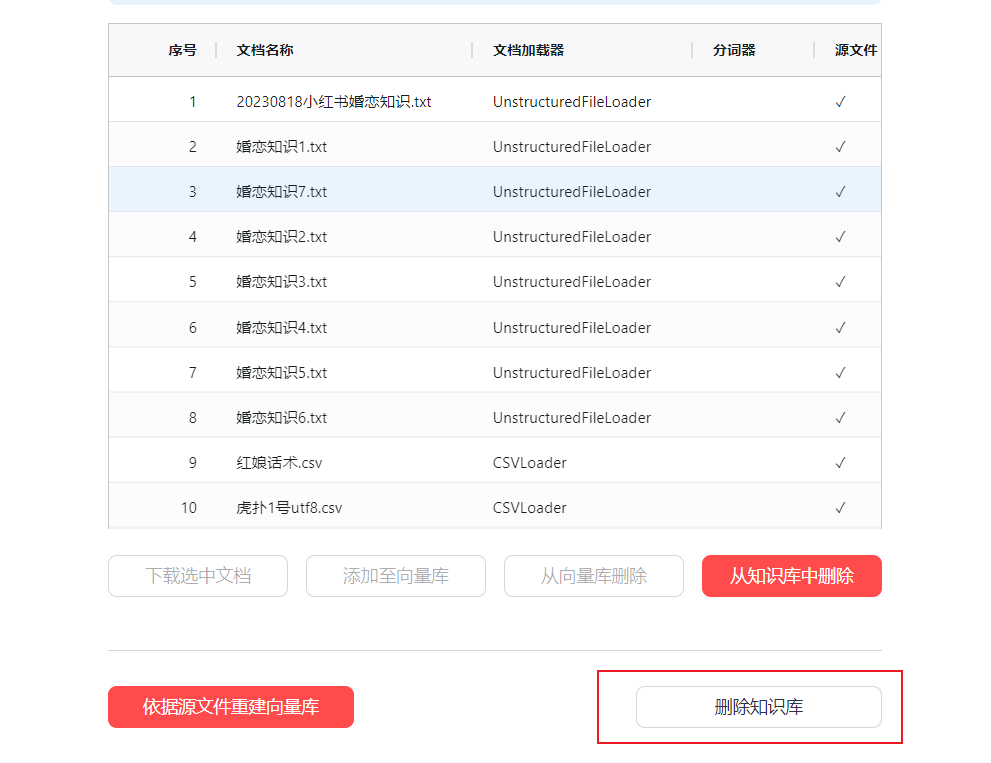 序号 文档名称 文档加载器 分词器 源文件
1 20230818小红书婚恋知识.txt UnstructuredFileLoader ✓
2 婚恋知识1.txt UnstructuredFileLoader ✓
3 婚恋知识7.txt UnstructuredFileLoader ✓
4 婚恋知识2.txt UnstructuredFileLoader ✓
5 婚恋知识3.txt UnstructuredFileLoader ✓
6 婚恋知识4.txt UnstructuredFileLoader ✓
7 婚恋知识5.txt UnstructuredFileLoader ✓
8 婚恋知识6.txt UnstructuredFileLoader ✓
9 红娘话术.csv CSVLoader ✓
10 虎扑1号utf8.csv CSVLoader ✓
下载选中文档 添加至向量库 从向量库删除 从知识库中删除
依据源文件重建向量库 删除知识库